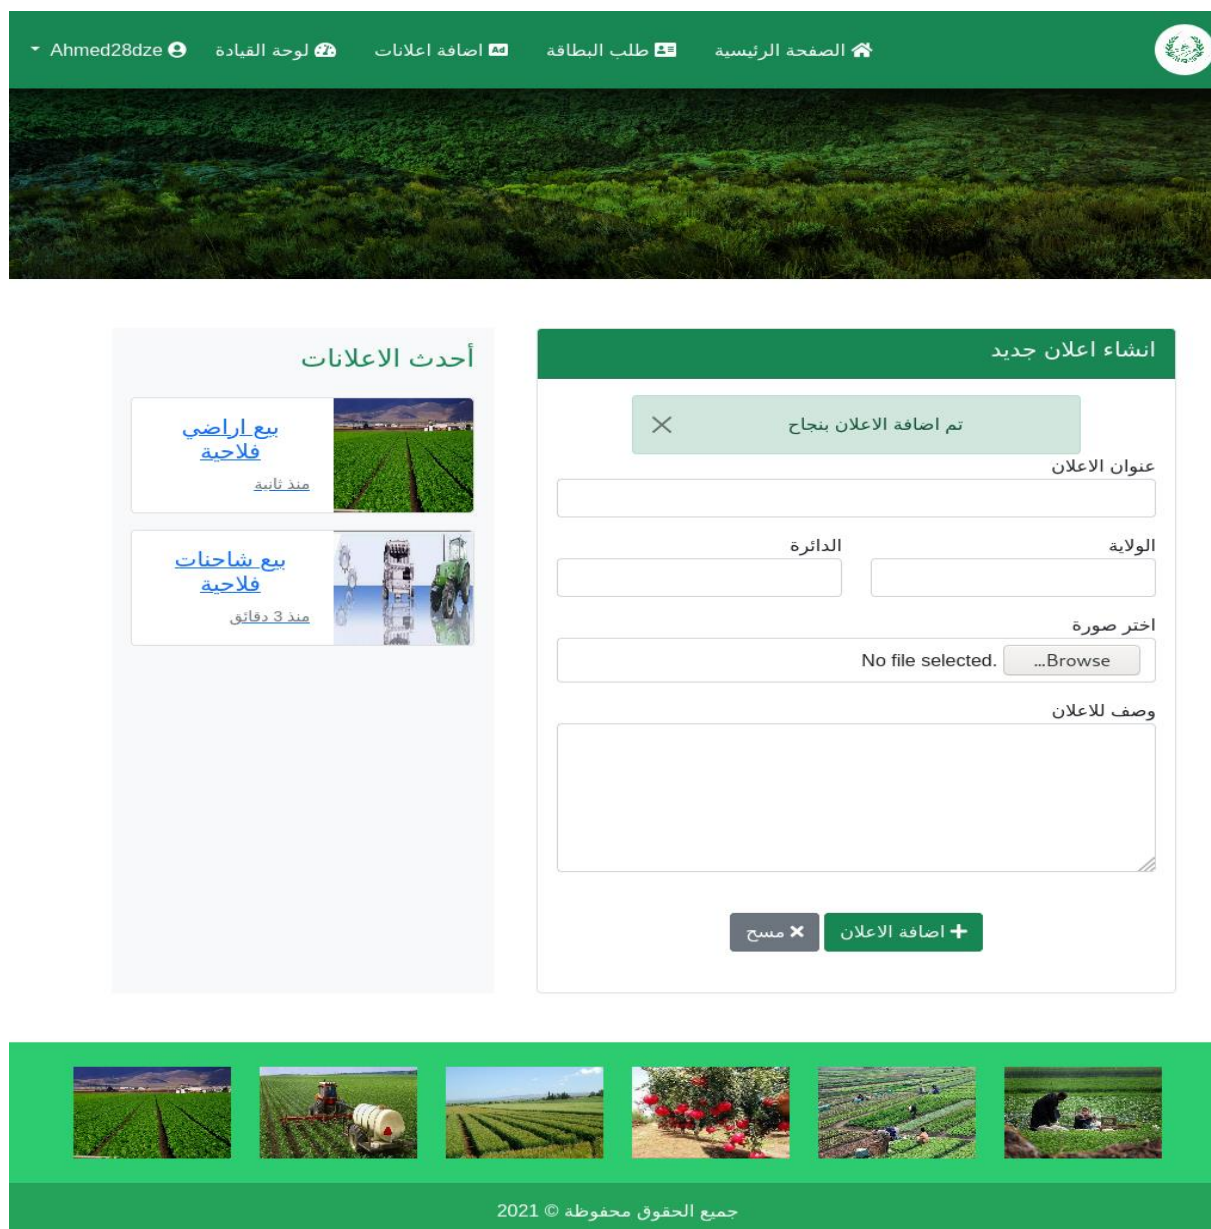 الصفحة الرئيسية
طلب البطاقة
اضافة اعلانات
لوحة القيادة
Ahmed28dze
انشاء اعلان جديد
تم اضافة الاعلان بنجاح
عنوان الاعلان
الولاية
الدائرة
اختر صورة
Browse...
No file selected.
وصف للاعلان
اضافة الاعلان
مسح
أحدث الاعلانات
بيع اراضي
فلاحية
منذ ثانية
بيع شاحنات
فلاحية
منذ 3 دقائق
جميع الحقوق محفوظة © 2021